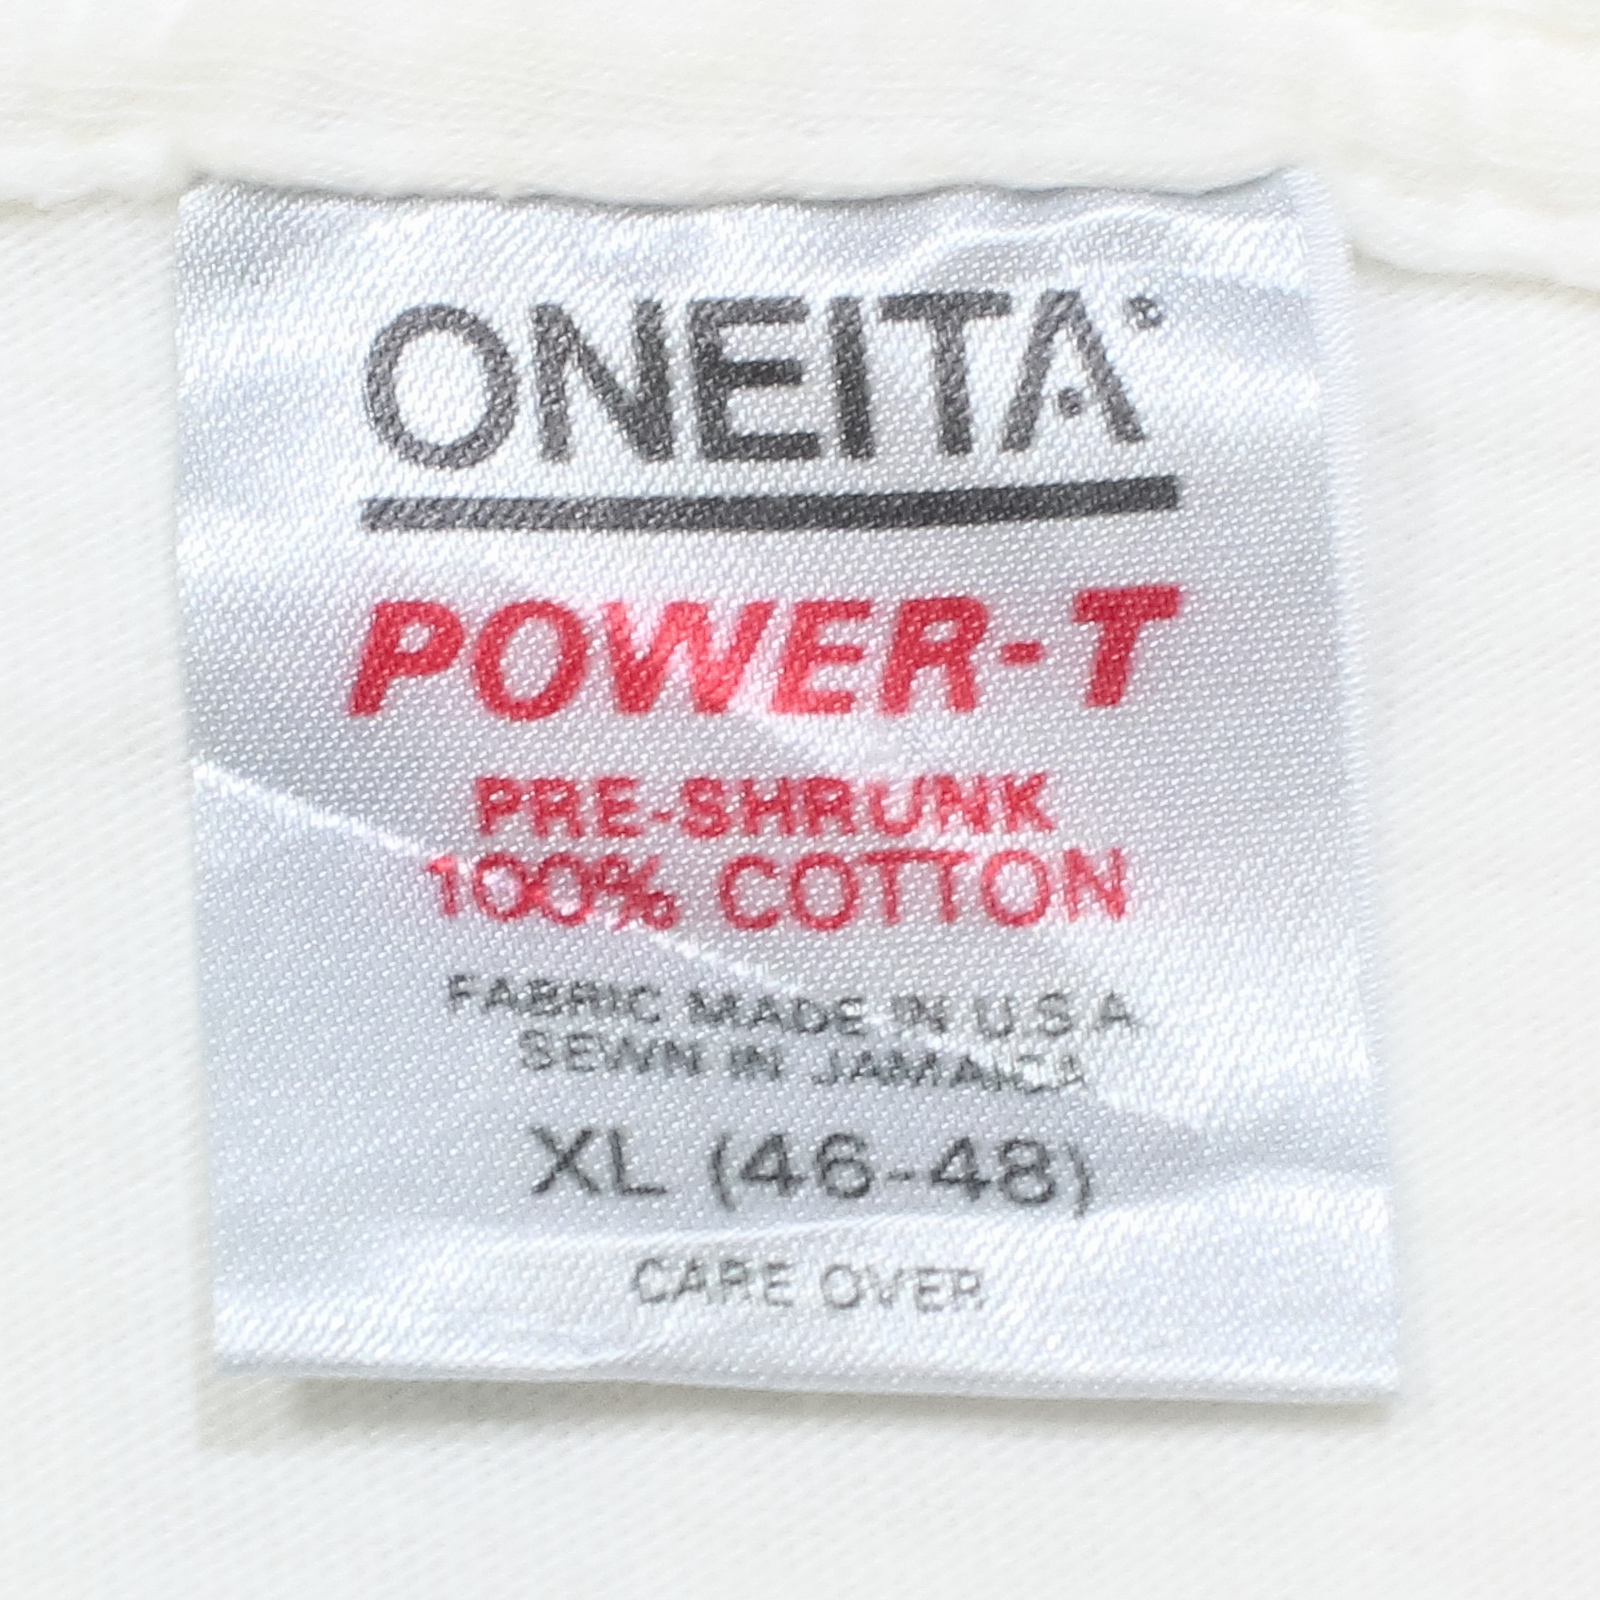 ONEITA®
POWER-T
PRE-SHRUNK
100% COTTON
FABRIC MADE IN U.S.A.
SEWN IN JAMAICA
XL (46-48)
CARE OVER